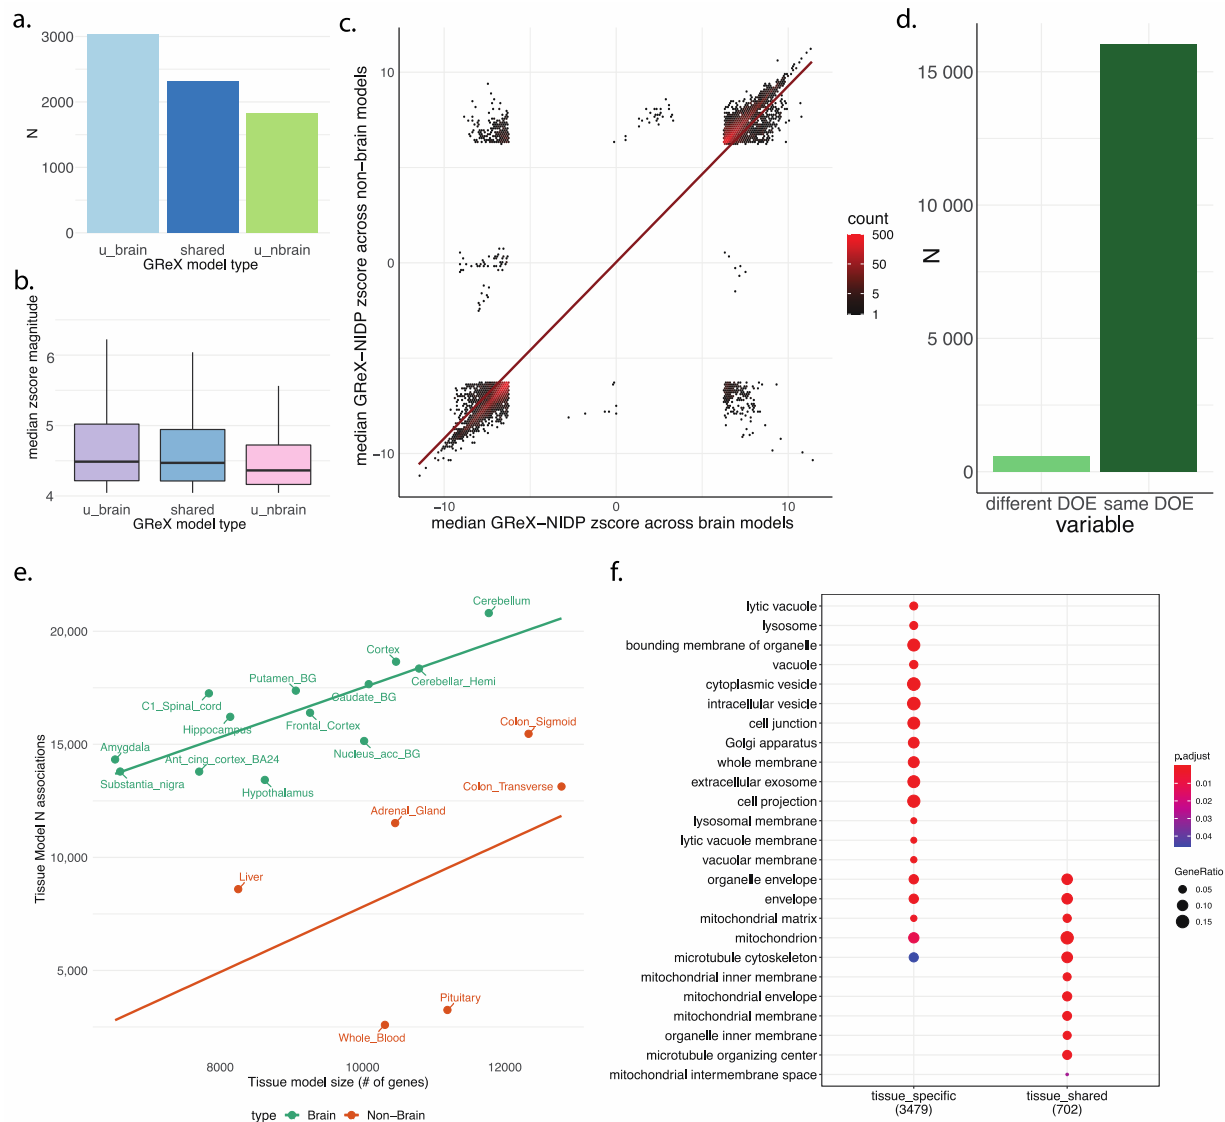 a.
3000
2000
1000
0
N
u_brain
shared
u_nbrain
GReX model type
b.
6
5
4
median zscore magnitude
u_brain
shared
u_nbrain
GReX model type
c.
10
0
−10
median GReX−NIDP zscore across non−brain models
−10
0
10
median GReX−NIDP zscore across brain models
count
500
50
5
1
d.
15 000
10 000
5 000
0
N
different DOE
same DOE
variable
e.
20,000
15,000
10,000
5,000
Tissue Model N associations
Cerebellum
Cortex
Putamen_BG
Cerebellar_Hemi
C1_Spinal_cord
Caudate_BG
Hippocampus
Frontal_Cortex
Colon_Sigmoid
Amygdala
Ant_cing_cortex_BA24
Nucleus_acc_BG
Substantia_nigra
Hypothalamus
Colon_Transverse
Adrenal_Gland
Liver
Pituitary
Whole_Blood
8000
10000
12000
Tissue model size (# of genes)
type
Brain
Non−Brain
f.
lytic vacuole
lysosome
bounding membrane of organelle
vacuole
cytoplasmic vesicle
intracellular vesicle
cell junction
Golgi apparatus
whole membrane
extracellular exosome
cell projection
lysosomal membrane
lytic vacuole membrane
vacuolar membrane
organelle envelope
envelope
mitochondrial matrix
mitochondrion
microtubule cytoskeleton
mitochondrial inner membrane
mitochondrial envelope
mitochondrial membrane
organelle inner membrane
microtubule organizing center
mitochondrial intermembrane space
tissue_specific
(3479)
tissue_shared
(702)
p.adjust
0.01
0.02
0.03
0.04
GeneRatio
0.05
0.10
0.15